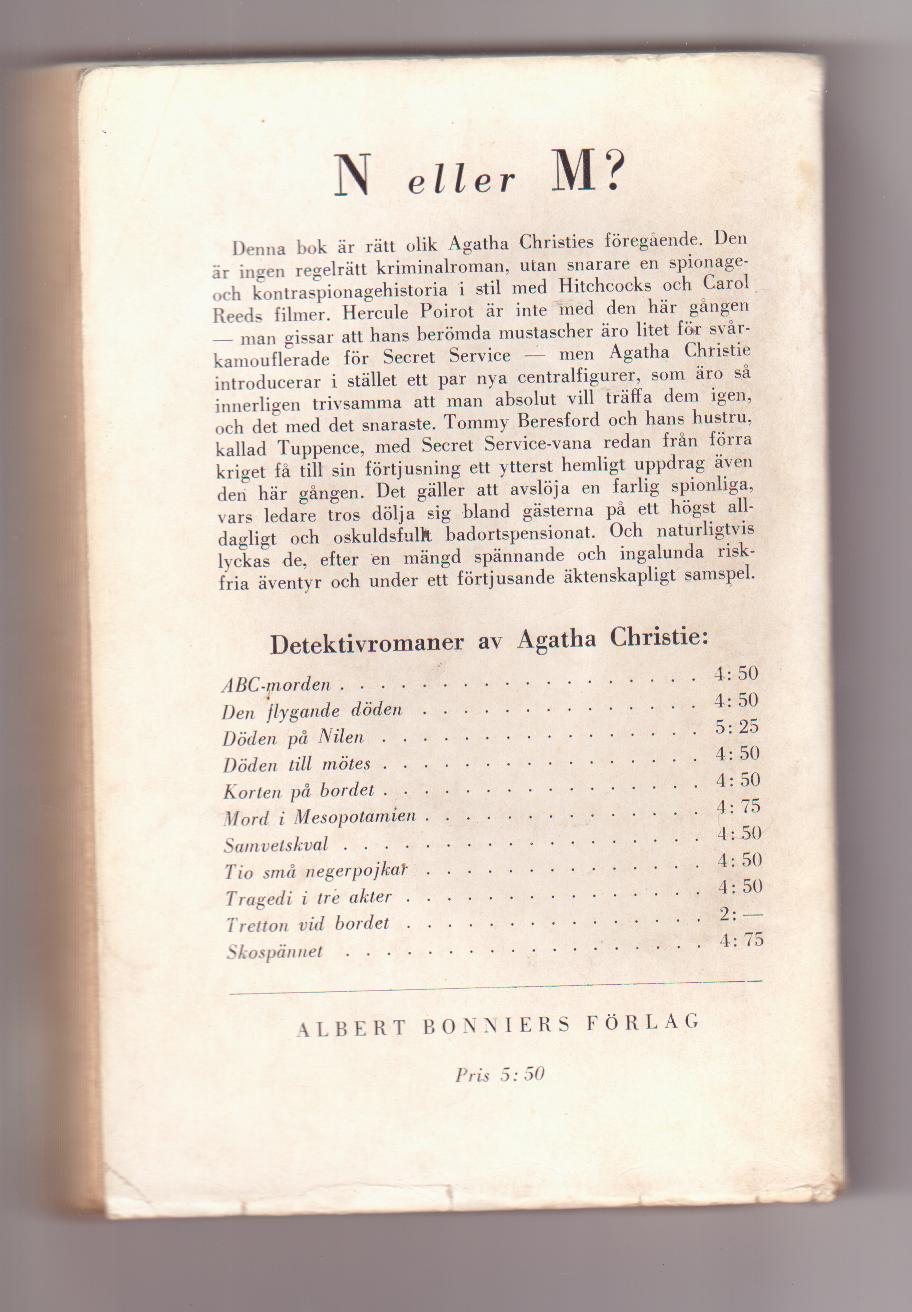 N eller M?
Denna bok är rätt olik Agatha Christies föregående. Den
är ingen regelrätt kriminalroman, utan snarare en spionage-
och kontraspionagehistoria i stil med Hitchcocks och Carol
Reeds filmer. Hercule Poirot är inte med den här gången
— man gissar att hans berömda mustascher äro litet för svår-
kamouflerade för Secret Service — men Agatha Christie
introducerar i stället ett par nya centralfigurer, som äro så
innerligen trivsamma att man absolut vill träffa dem igen,
och det med det snaraste. Tommy Beresford och hans hustru,
kallad Tuppence, med Secret Service-vana redan från förra
kriget få till sin förtjusning ett ytterst hemligt uppdrag även
den här gången. Det gäller att avslöja en farlig spionliga,
vars ledare tros dölja sig bland gästerna på ett högst all-
dagligt och oskuldsfullt badortspensionat. Och naturligtvis
lyckas de, efter en mängd spännande och ingalunda risk-
fria äventyr och under ett förtjusande äktenskapligt samspel.
Detektivromaner av Agatha Christie:
ABC-morden . . . . . . . . . . . . . . . . . . 4: 50
Den flygande döden . . . . . . . . . . . . . . 4: 50
Döden på Nilen . . . . . . . . . . . . . . . . 5: 25
Döden till mötes . . . . . . . . . . . . . . . . 4: 50
Korten på bordet . . . . . . . . . . . . . . . . 4: 50
Mord i Mesopotamien . . . . . . . . . . . . . . 4: 75
Samvetskval . . . . . . . . . . . . . . . . . . 4: 50
Tio små negerpojkar . . . . . . . . . . . . . . 4: 50
Tragedi i tre akter . . . . . . . . . . . . . . . 4: 50
Tretton vid bordet . . . . . . . . . . . . . . . 2: —
Skospännet . . . . . . . . . . . . . . . . . . 4: 75
ALBERT BONNIERS FÖRLAG
Pris 5: 50